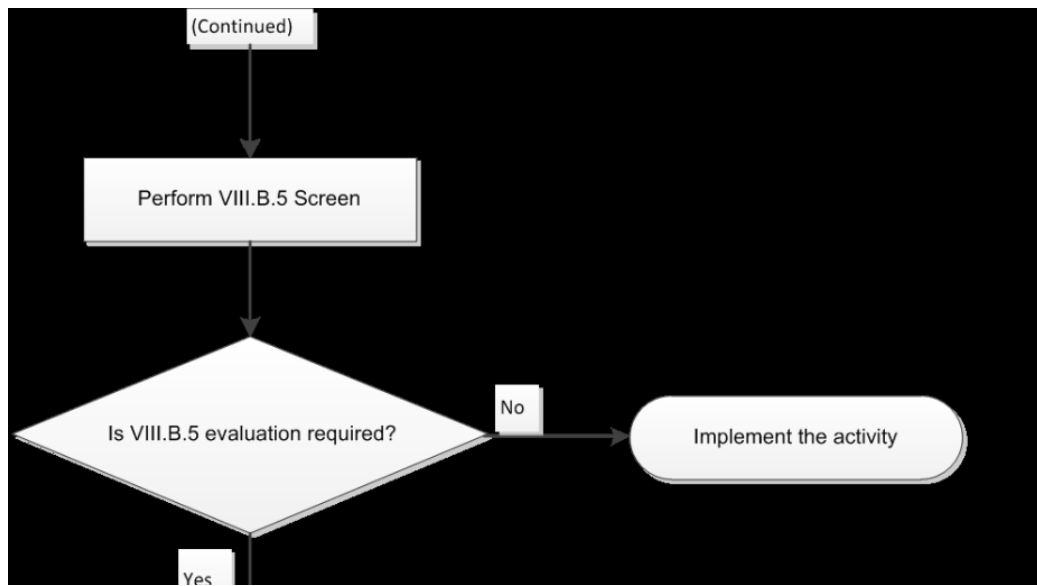 (Continued)
Perform VIII.B.5 Screen
Is VIII.B.5 evaluation required?
No
Implement the activity
Yes